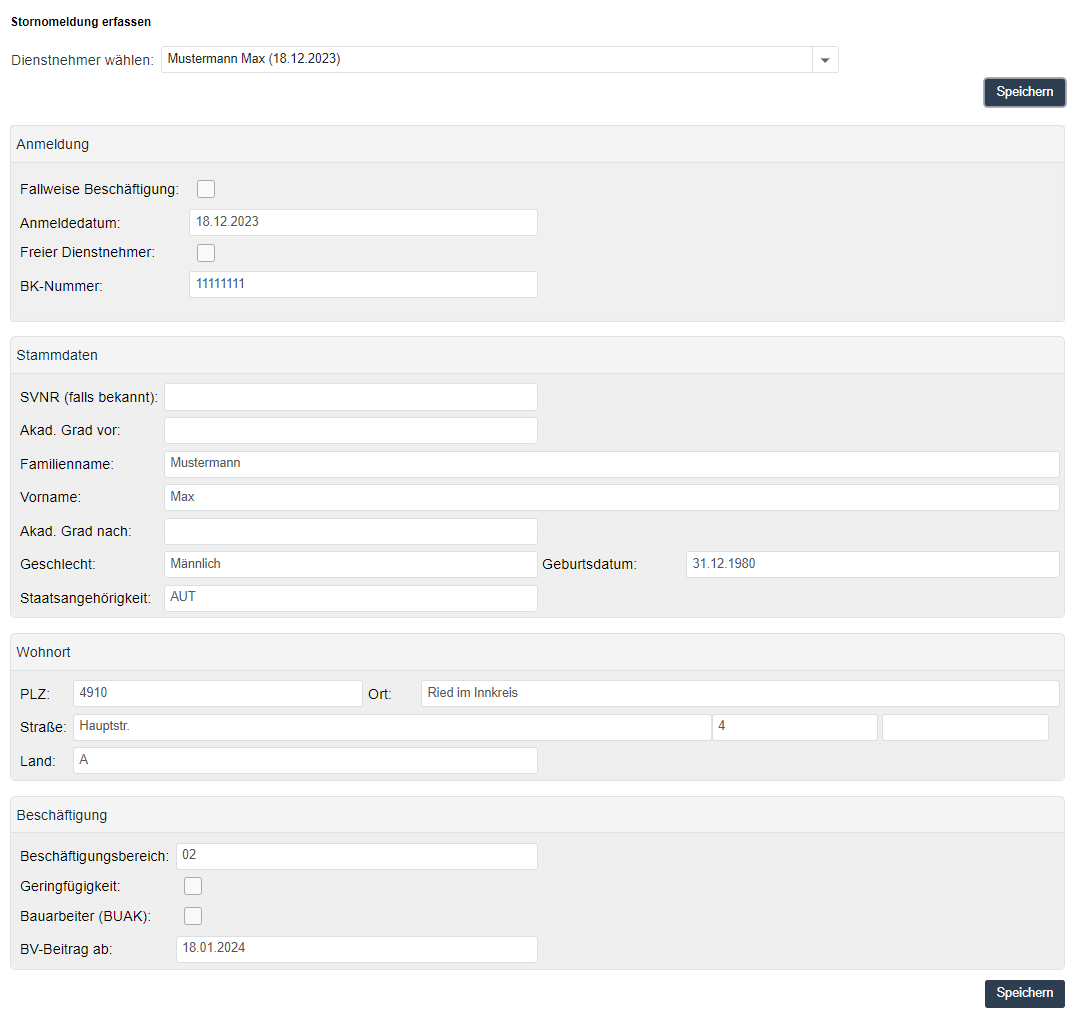 Stornomeldung erfassen
Dienstnehmer wählen: Mustermann Max (18.12.2023)
Speichern
Anmeldung
Fallweise Beschäftigung:
Anmeldedatum: 18.12.2023
Freier Dienstnehmer:
BK-Nummer: 11111111
Stammdaten
SVNR (falls bekannt):
Akad. Grad vor:
Familienname: Mustermann
Vorname: Max
Akad. Grad nach:
Geschlecht: Männlich Geburtsdatum: 31.12.1980
Staatsangehörigkeit: AUT
Wohnort
PLZ: 4910 Ort: Ried im Innkreis
Straße: Hauptstr. 4
Land: A
Beschäftigung
Beschäftigungsbereich: 02
Geringfügigkeit:
Bauarbeiter (BUAK):
BV-Beitrag ab: 18.01.2024
Speichern